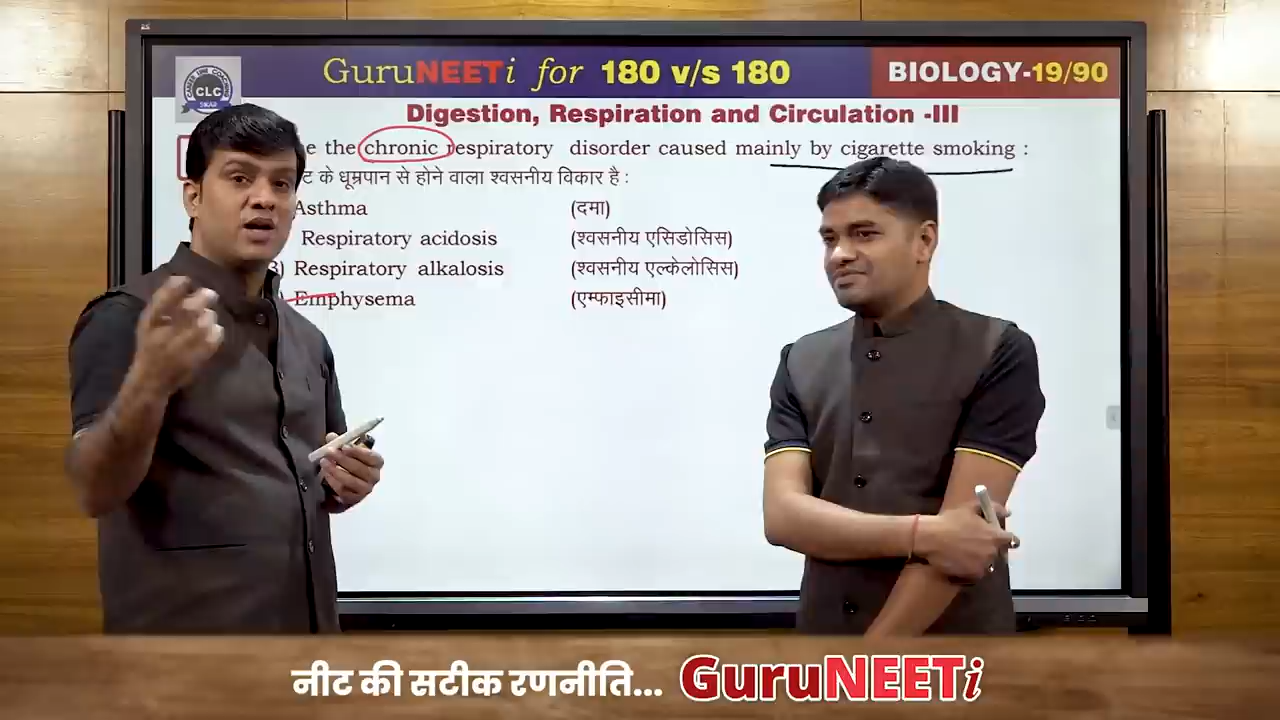 GuruNEETi for 180 v/s 180
BIOLOGY-19/90
CLC
SIKAR
Digestion, Respiration and Circulation -III
the chronic respiratory disorder caused mainly by cigarette smoking :
के धूम्रपान से होने वाला श्वसनीय विकार है :
Asthma (दमा)
Respiratory acidosis (श्वसनीय एसिडोसिस)
Respiratory alkalosis (श्वसनीय एल्केलोसिस)
Emphysema (एम्फाइसीमा)
नीट की सटीक रणनीति... GuruNEETi